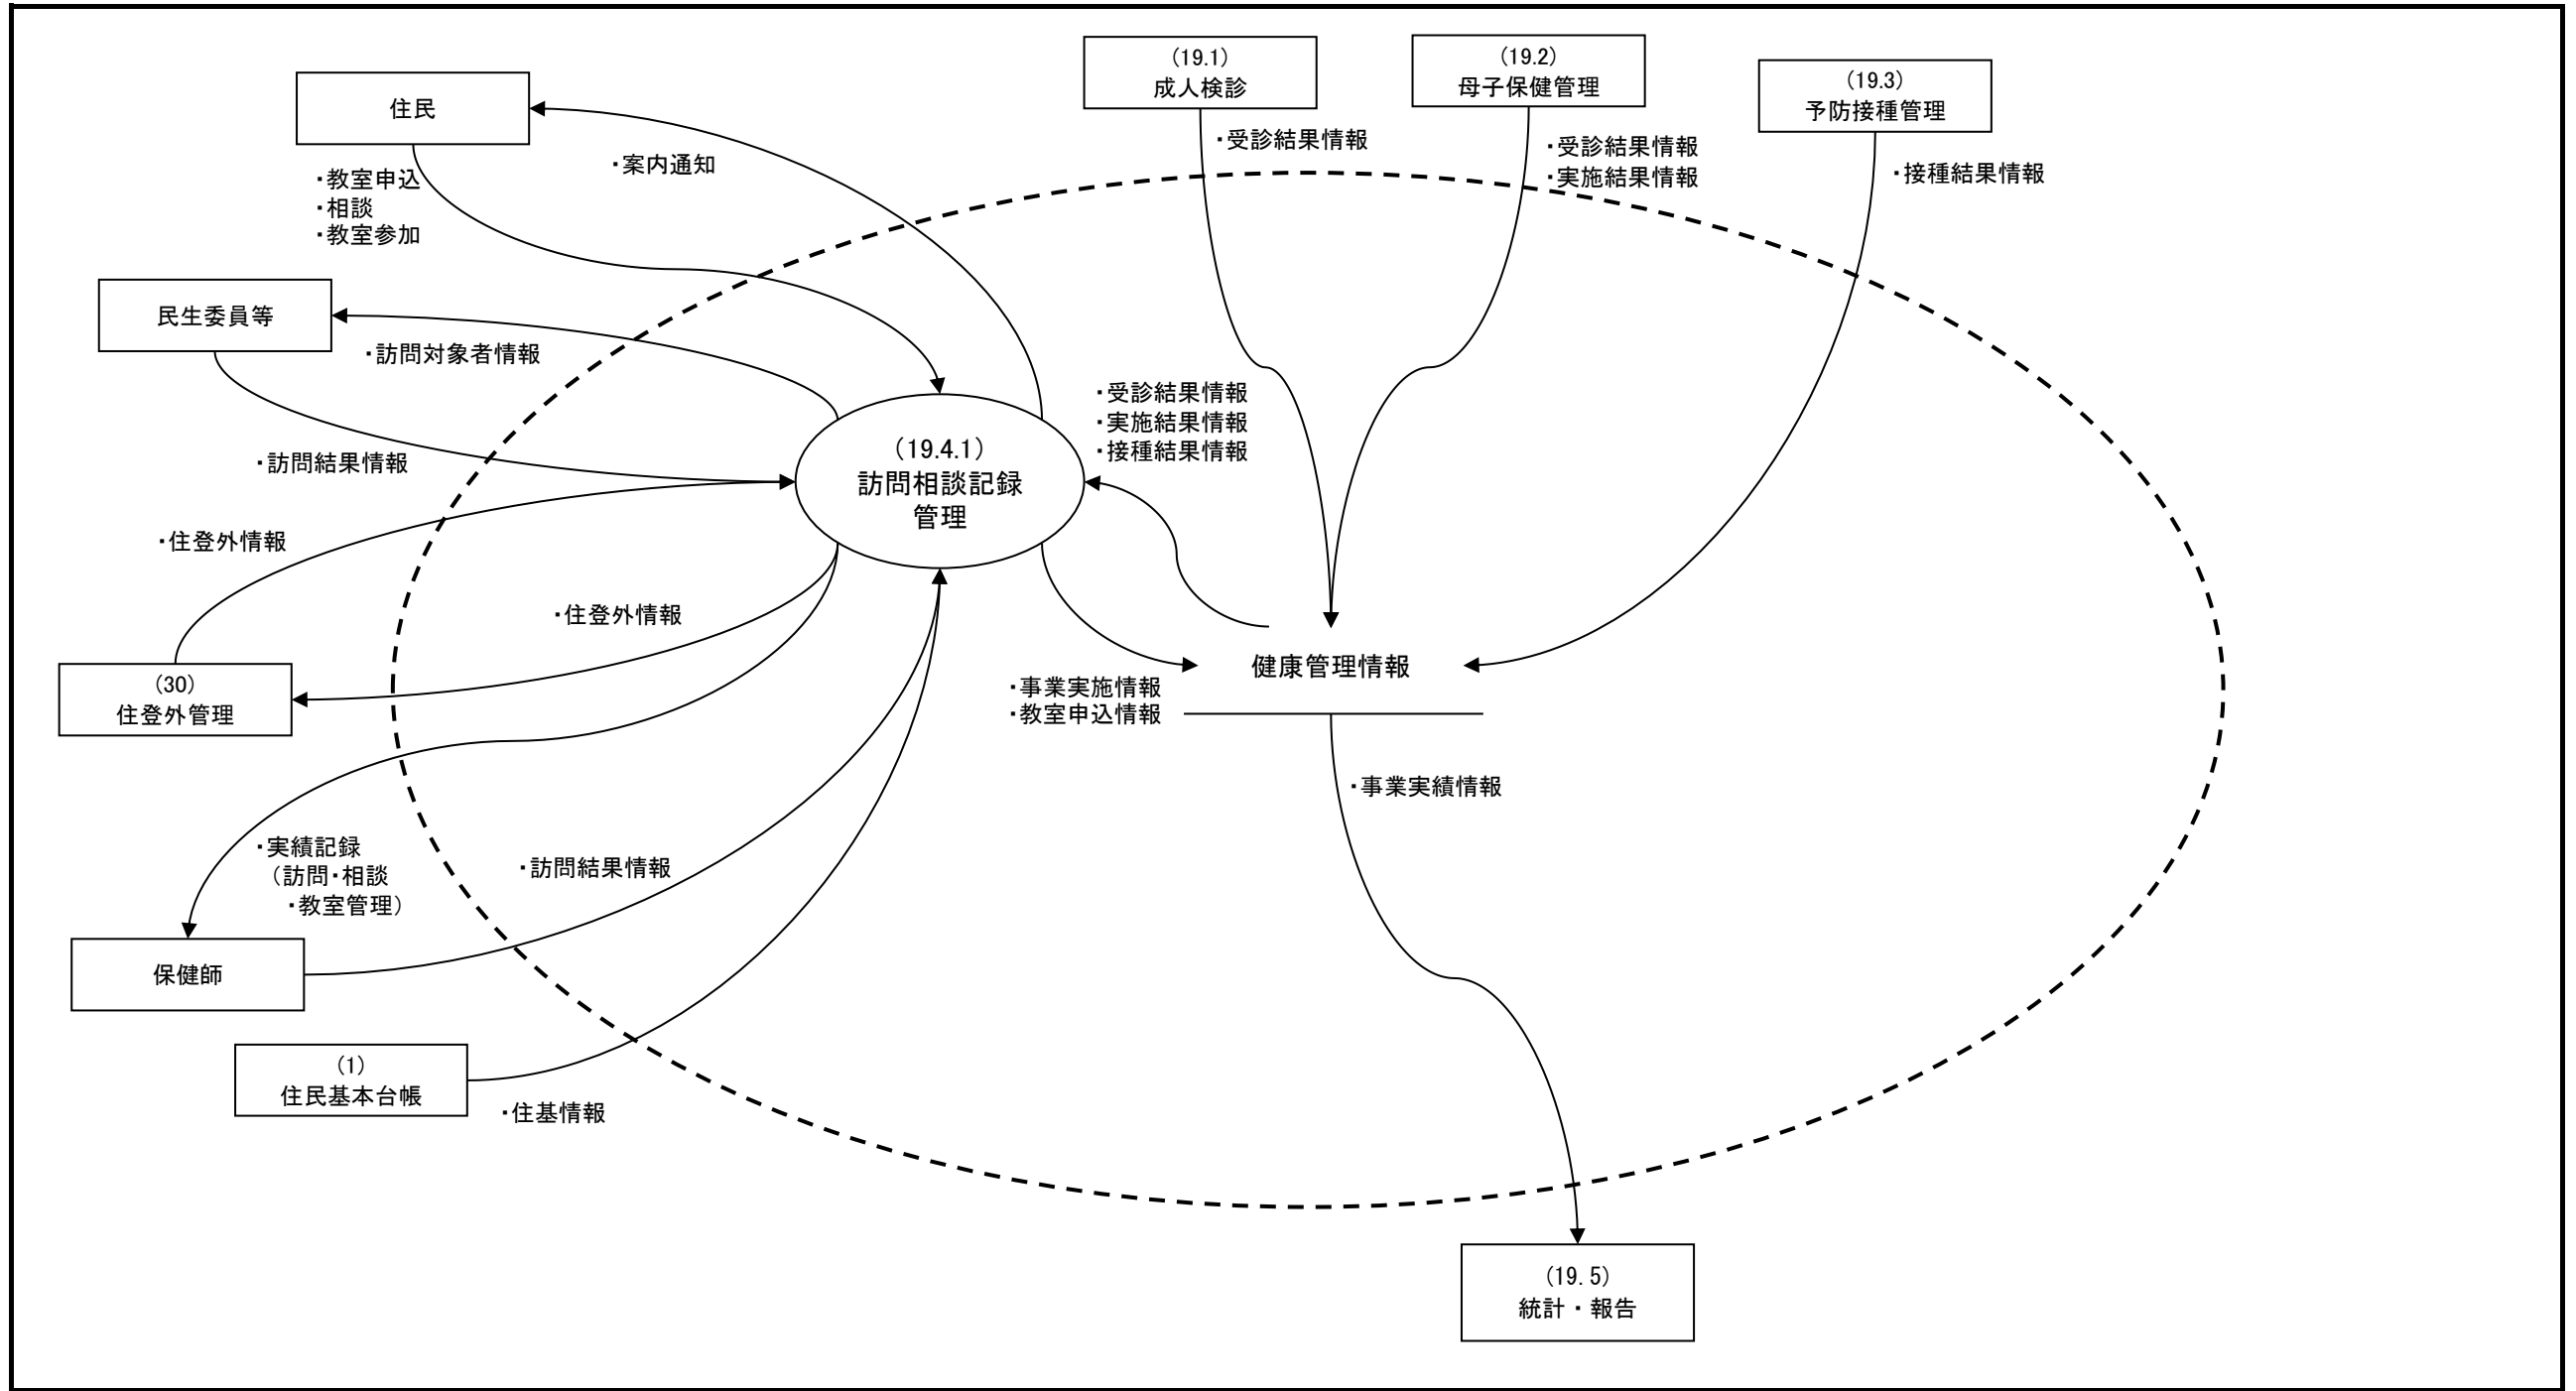 (19.1)
成人検診
(19.2)
母子保健管理
(19.3)
予防接種管理
住民
・受診結果情報
・受診結果情報
・実施結果情報
・接種結果情報
・案内通知
・教室申込
・相談
・教室参加
民生委員等
・訪問対象者情報
・訪問結果情報
・受診結果情報
・実施結果情報
・接種結果情報
(19.4.1)
訪問相談記録
管理
・住登外情報
・住登外情報
(30)
住登外管理
健康管理情報
・事業実施情報
・教室申込情報
・事業実績情報
・実績記録
(訪問・相談
・教室管理)
・訪問結果情報
保健師
(1)
住民基本台帳
・住基情報
(19.5)
統計・報告